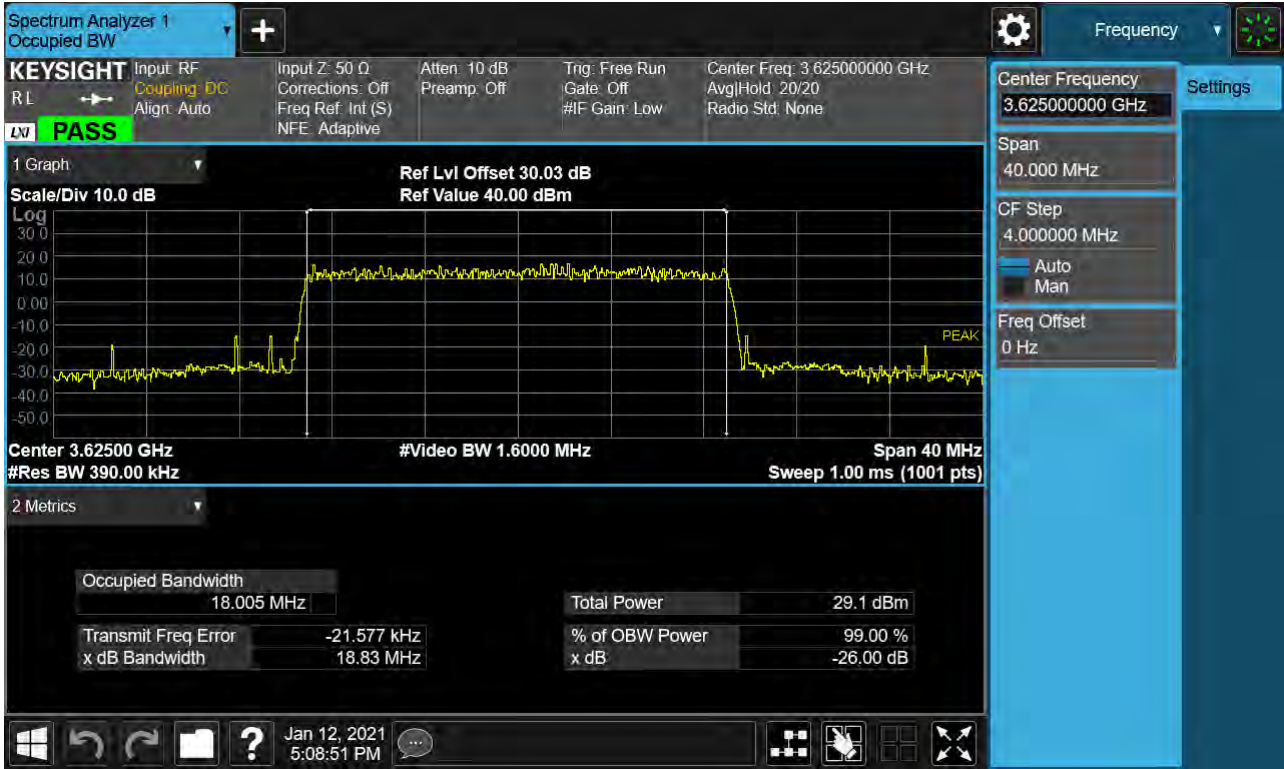 Spectrum Analyzer 1
Occupied BW
+
Frequency
KEYSIGHT
RL
LXI PASS
Input: RF
Coupling: DC
Align: Auto
Input Z: 50 Ω
Corrections: Off
Freq Ref: Int (S)
NFE: Adaptive
Atten: 10 dB
Preamp: Off
Trig: Free Run
Gate: Off
#IF Gain: Low
Center Freq: 3.625000000 GHz
Avg|Hold: 20/20
Radio Std: None
Center Frequency
3.625000000 GHz
Settings
Span
40.000 MHz
CF Step
4.000000 MHz
Auto
Man
Freq Offset
0 Hz
1 Graph
Scale/Div 10.0 dB
Ref Lvl Offset 30.03 dB
Ref Value 40.00 dBm
Log
30.0
20.0
10.0
0.00
-10.0
-20.0
-30.0
-40.0
-50.0
PEAK
Center 3.62500 GHz
#Video BW 1.6000 MHz
Span 40 MHz
#Res BW 390.00 kHz
Sweep 1.00 ms (1001 pts)
2 Metrics
Occupied Bandwidth
18.005 MHz
Total Power 29.1 dBm
Transmit Freq Error -21.577 kHz
% of OBW Power 99.00 %
x dB Bandwidth 18.83 MHz
x dB -26.00 dB
?
Jan 12, 2021
5:08:51 PM